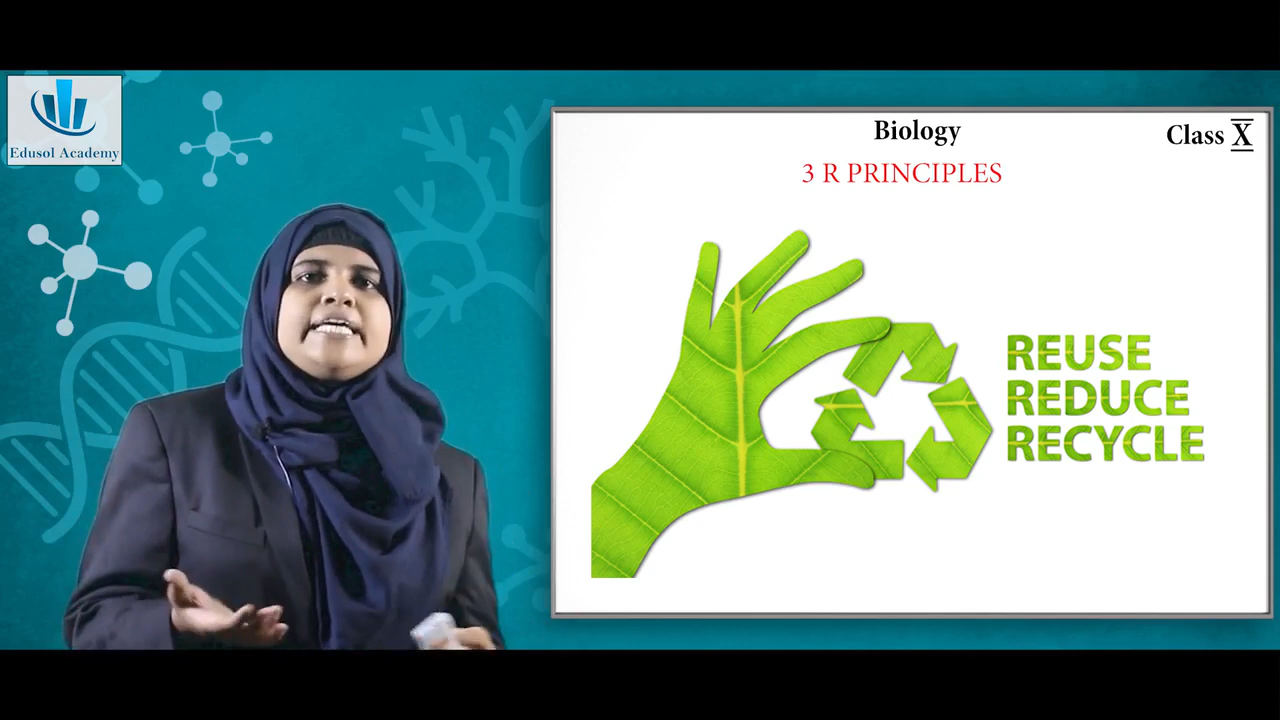 Edusol Academy
Biology
Class X
3 R PRINCIPLES
REUSE
REDUCE
RECYCLE